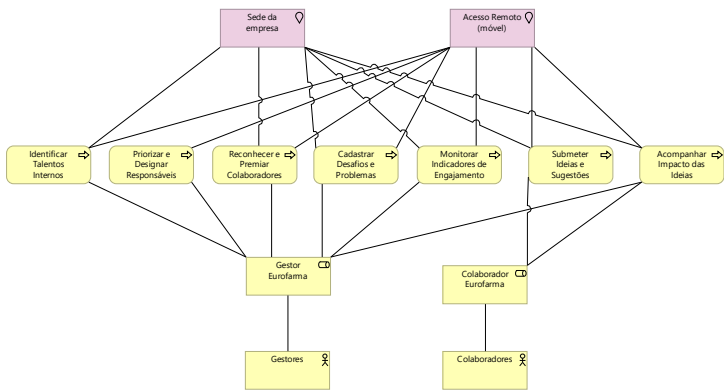 Sede da
empresa
Acesso Remoto
(móvel)
Identificar
Talentos
Internos
Priorizar e
Designar
Responsáveis
Reconhecer e
Premiar
Colaboradores
Cadastrar
Desafios e
Problemas
Monitorar
Indicadores de
Engajamento
Submeter
Ideias e
Sugestões
Acompanhar
Impacto das
Ideias
Gestor
Eurofarma
Colaborador
Eurofarma
Gestores
Colaboradores